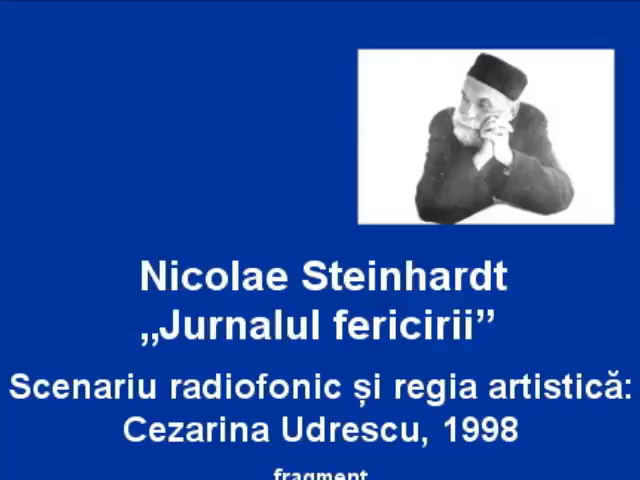 Nicolae Steinhardt
„Jurnalul fericirii”
Scenariu radiofonic și regia artistică:
Cezarina Udrescu, 1998
fragment